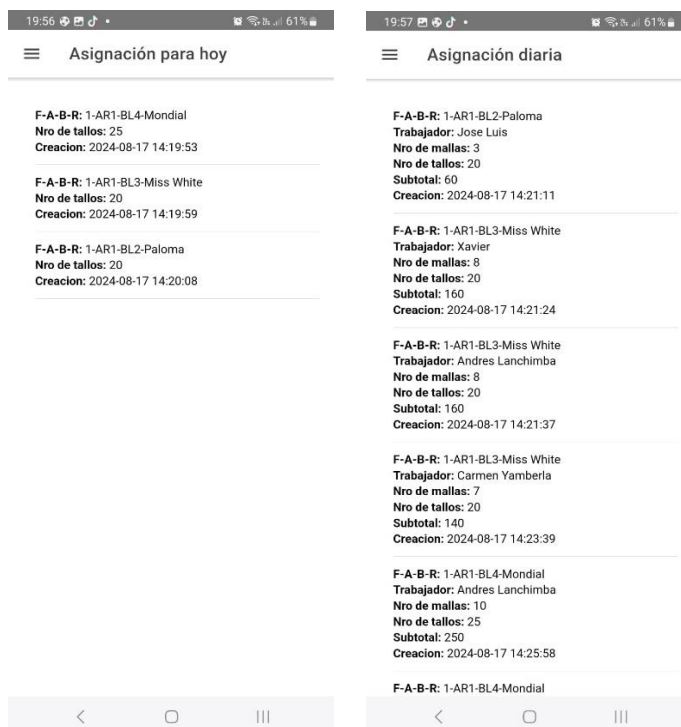 19:56
61%
Asignación para hoy
F-A-B-R: 1-AR1-BL4-Mondial
Nro de tallos: 25
Creacion: 2024-08-17 14:19:53
F-A-B-R: 1-AR1-BL3-Miss White
Nro de tallos: 20
Creacion: 2024-08-17 14:19:59
F-A-B-R: 1-AR1-BL2-Paloma
Nro de tallos: 20
Creacion: 2024-08-17 14:20:08
19:57
61%
Asignación diaria
F-A-B-R: 1-AR1-BL2-Paloma
Trabajador: Jose Luis
Nro de mallas: 3
Nro de tallos: 20
Subtotal: 60
Creacion: 2024-08-17 14:21:11
F-A-B-R: 1-AR1-BL3-Miss White
Trabajador: Xavier
Nro de mallas: 8
Nro de tallos: 20
Subtotal: 160
Creacion: 2024-08-17 14:21:24
F-A-B-R: 1-AR1-BL3-Miss White
Trabajador: Andres Lanchimba
Nro de mallas: 8
Nro de tallos: 20
Subtotal: 160
Creacion: 2024-08-17 14:21:37
F-A-B-R: 1-AR1-BL3-Miss White
Trabajador: Carmen Yamberla
Nro de mallas: 7
Nro de tallos: 20
Subtotal: 140
Creacion: 2024-08-17 14:23:39
F-A-B-R: 1-AR1-BL4-Mondial
Trabajador: Andres Lanchimba
Nro de mallas: 10
Nro de tallos: 25
Subtotal: 250
Creacion: 2024-08-17 14:25:58
F-A-B-R: 1-AR1-BL4-Mondial